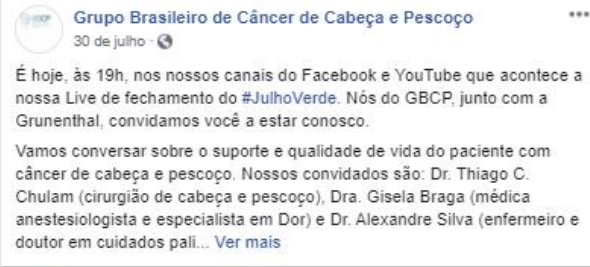 Grupo Brasileiro de Câncer de Cabeça e Pescoço
30 de julho ·
É hoje, às 19h, nos nossos canais do Facebook e YouTube que acontece a
nossa Live de fechamento do #JulhoVerde. Nós do GBCP, junto com a
Grunenthal, convidamos você a estar conosco.
Vamos conversar sobre o suporte e qualidade de vida do paciente com
câncer de cabeça e pescoço. Nossos convidados são: Dr. Thiago C.
Chulam (cirurgião de cabeça e pescoço), Dra. Gisela Braga (médica
anestesiologista e especialista em Dor) e Dr. Alexandre Silva (enfermeiro e
doutor em cuidados pali... Ver mais